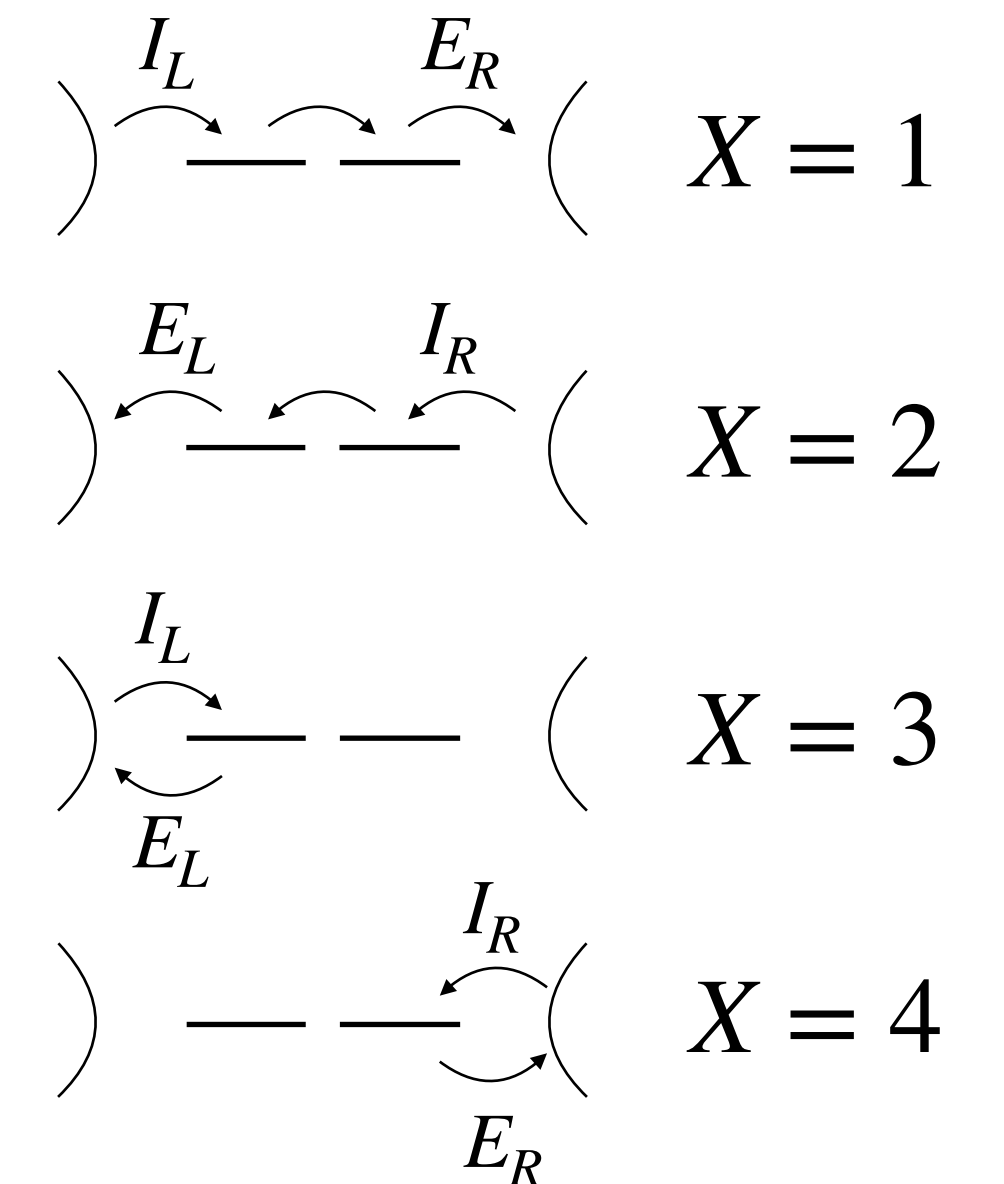 I_L E_R
X = 1
E_L I_R
X = 2
I_L
X = 3
E_L
I_R
X = 4
E_R